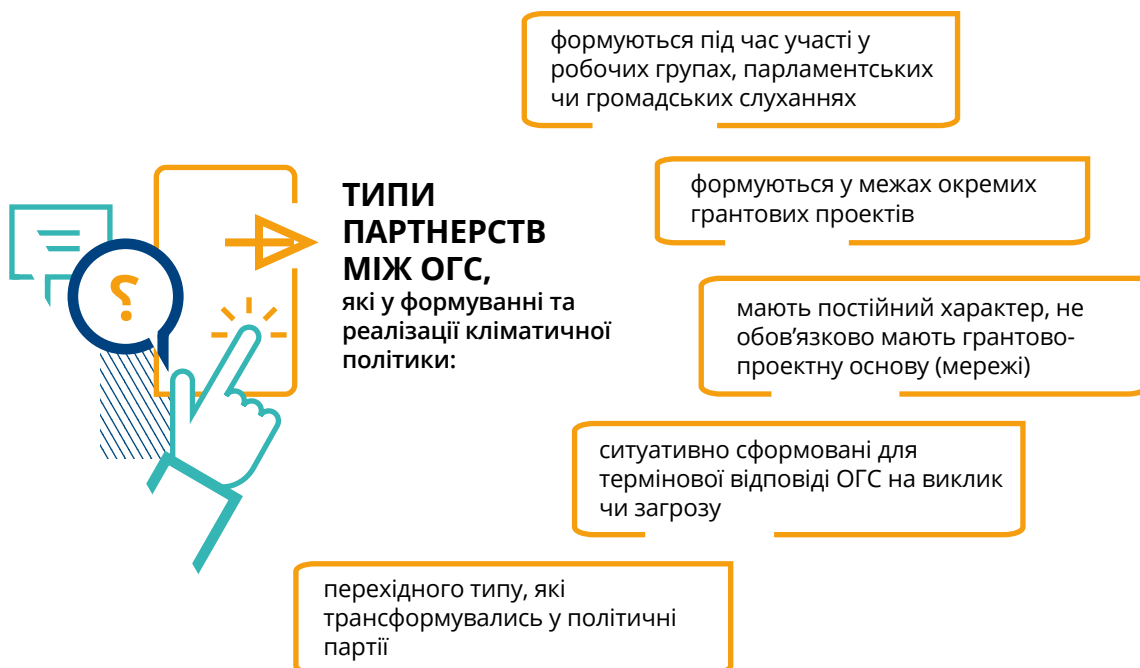 формуються під час участі у
робочих групах, парламентських
чи громадських слуханнях
формуються у межах окремих
грантових проектів
ТИПИ
ПАРТНЕРСТВ
МІЖ ОГС,
які у формуванні та
реалізації кліматичної
політики:
мають постійний характер, не
обов’язково мають грантово-
проектну основу (мережі)
ситуативно сформовані для
термінової відповіді ОГС на виклик
чи загрозу
перехідного типу, які
трансформувались у політичні
партії